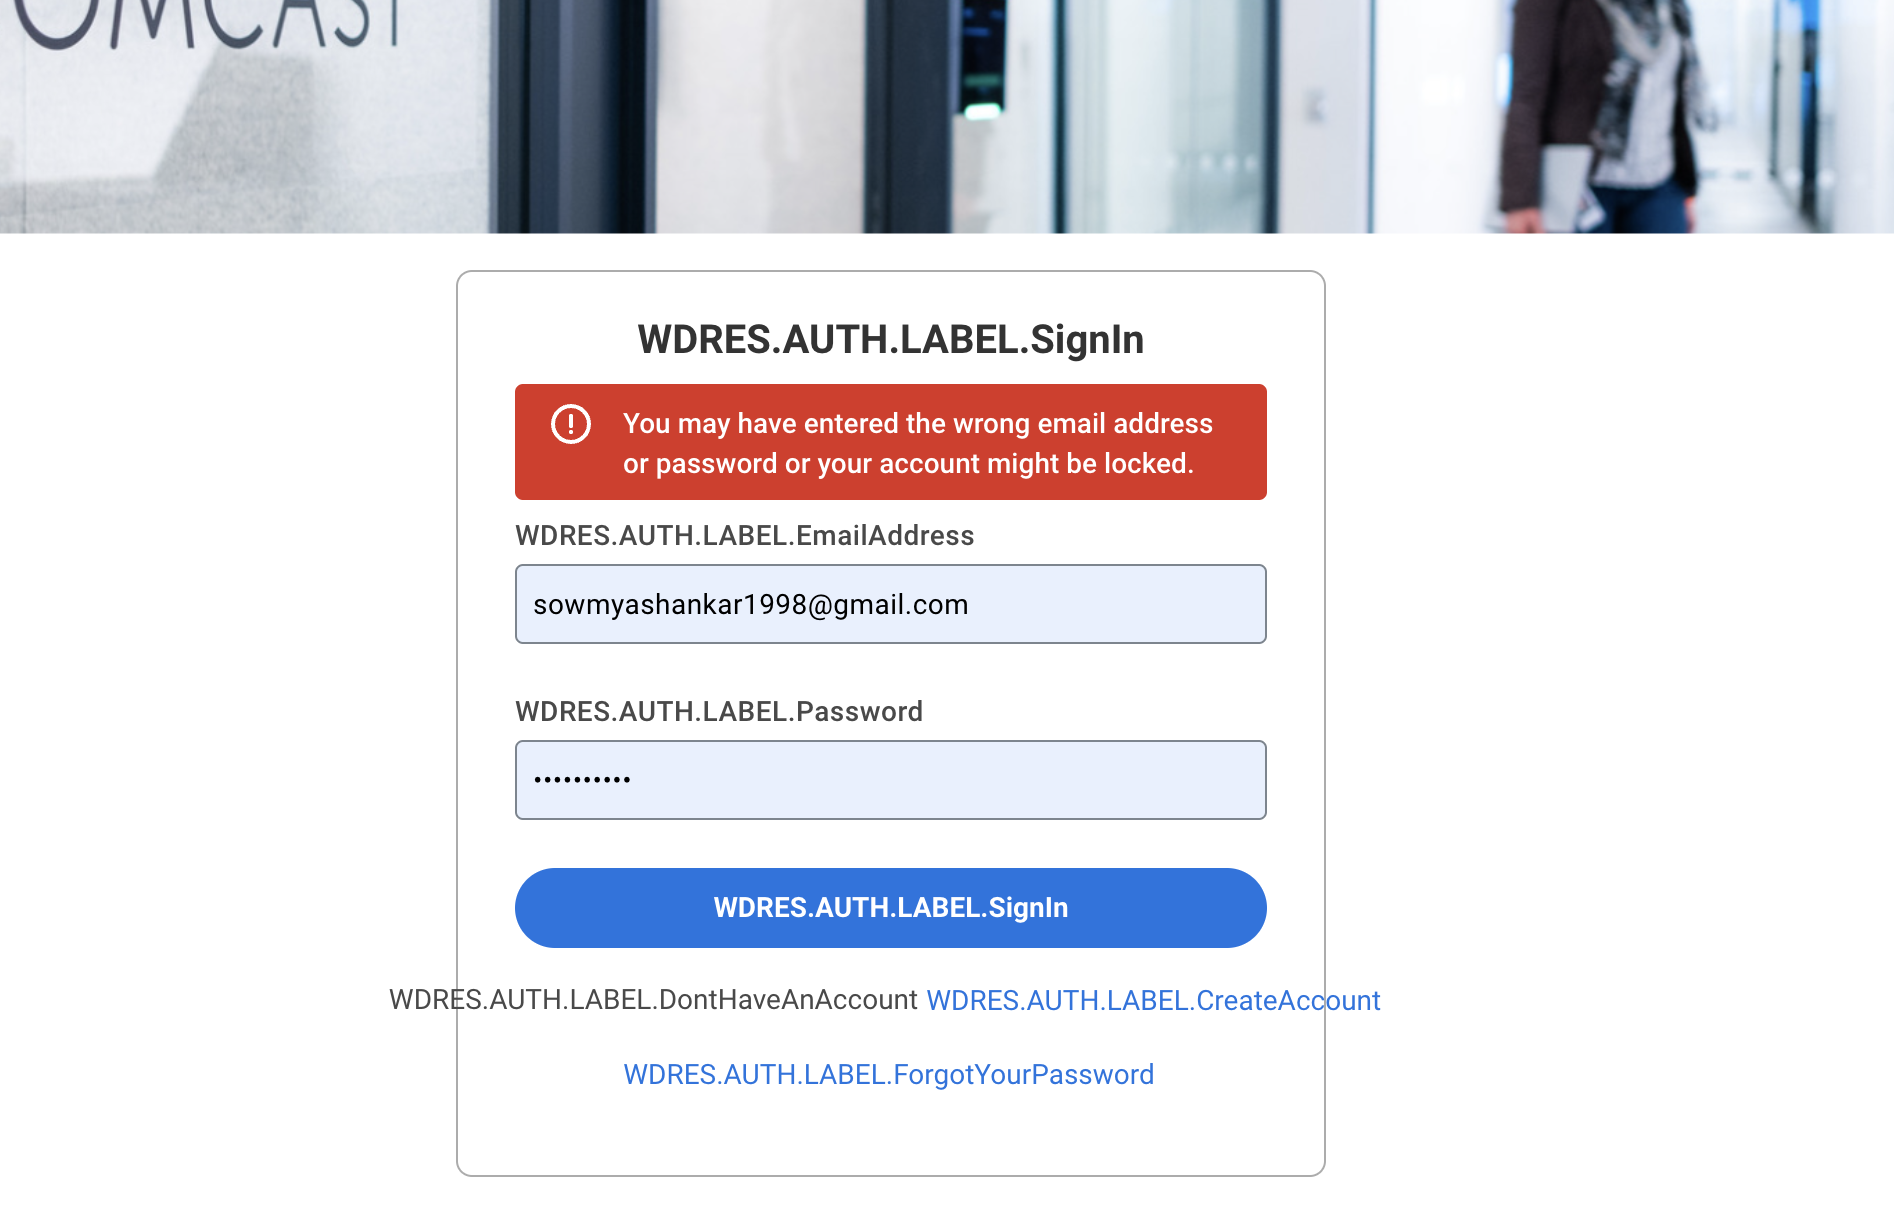 OMCAST
WDRES.AUTH.LABEL.SignIn
You may have entered the wrong email address
or password or your account might be locked.
WDRES.AUTH.LABEL.EmailAddress
sowmyashankar1998@gmail.com
WDRES.AUTH.LABEL.Password
••••••••••
WDRES.AUTH.LABEL.SignIn
WDRES.AUTH.LABEL.DontHaveAnAccount WDRES.AUTH.LABEL.CreateAccount
WDRES.AUTH.LABEL.ForgotYourPassword